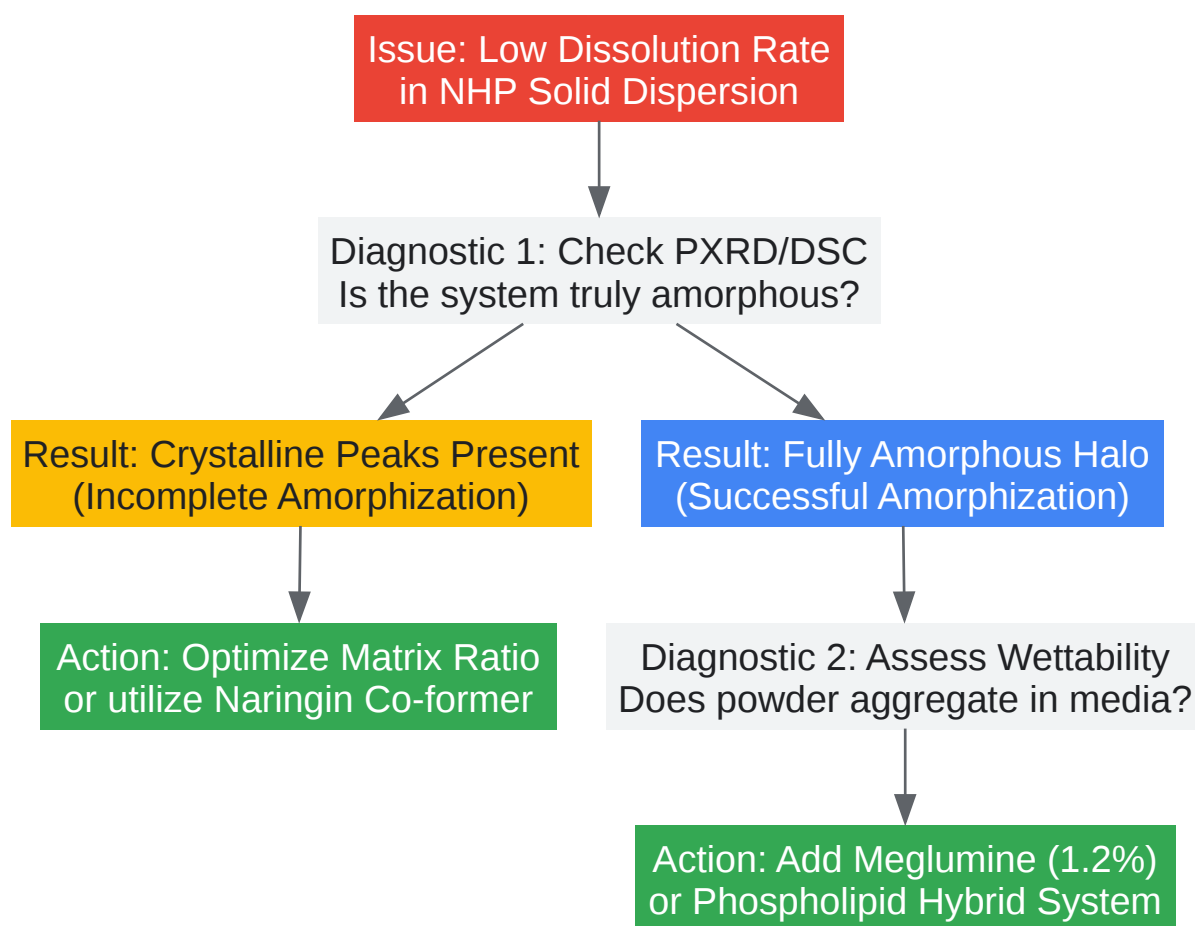 Issue: Low Dissolution Rate
in NHP Solid Dispersion
Diagnostic 1: Check PXRD/DSC
Is the system truly amorphous?
Result: Crystalline Peaks Present
(Incomplete Amorphization)
Result: Fully Amorphous Halo
(Successful Amorphization)
Action: Optimize Matrix Ratio
or utilize Naringin Co-former
Diagnostic 2: Assess Wettability
Does powder aggregate in media?
Action: Add Meglumine (1.2%)
or Phospholipid Hybrid System